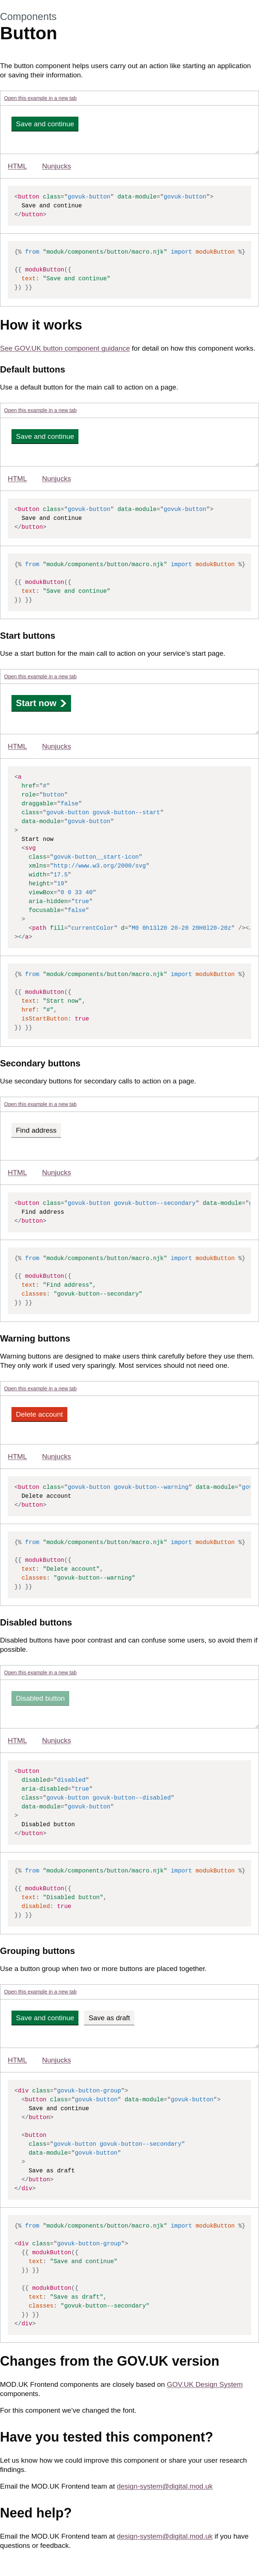 Components
Button
The button component helps users carry out an action like starting an application
or saving their information.
Open this example in a new tab
Save and continue
HTML Nunjucks
<button class="govuk-button" data-module="govuk-button">
  Save and continue
</button>
{% from "moduk/components/button/macro.njk" import modukButton %}
{{ modukButton({
  text: "Save and continue"
}) }}
How it works
See GOV.UK button component guidance for detail on how this component works.
Default buttons
Use a default button for the main call to action on a page.
Open this example in a new tab
Save and continue
HTML Nunjucks
<button class="govuk-button" data-module="govuk-button">
  Save and continue
</button>
{% from "moduk/components/button/macro.njk" import modukButton %}
{{ modukButton({
  text: "Save and continue"
}) }}
Start buttons
Use a start button for the main call to action on your service's start page.
Open this example in a new tab
Start now
HTML Nunjucks
<a
  href="#"
  role="button"
  draggable="false"
  class="govuk-button govuk-button--start"
  data-module="govuk-button"
>
  Start now
  <svg
    class="govuk-button__start-icon"
    xmlns="http://www.w3.org/2000/svg"
    width="17.5"
    height="19"
    viewBox="0 0 33 40"
    aria-hidden="true"
    focusable="false"
  >
    <path fill="currentColor" d="M0 0h13l20 20-20 20H0l20-20z" /></
></a>
{% from "moduk/components/button/macro.njk" import modukButton %}
{{ modukButton({
  text: "Start now",
  href: "#",
  isStartButton: true
}) }}
Secondary buttons
Use secondary buttons for secondary calls to action on a page.
Open this example in a new tab
Find address
HTML Nunjucks
<button class="govuk-button govuk-button--secondary" data-module="
  Find address
</button>
{% from "moduk/components/button/macro.njk" import modukButton %}
{{ modukButton({
  text: "Find address",
  classes: "govuk-button--secondary"
}) }}
Warning buttons
Warning buttons are designed to make users think carefully before they use them.
They only work if used very sparingly. Most services should not need one.
Open this example in a new tab
Delete account
HTML Nunjucks
<button class="govuk-button govuk-button--warning" data-module="go
  Delete account
</button>
{% from "moduk/components/button/macro.njk" import modukButton %}
{{ modukButton({
  text: "Delete account",
  classes: "govuk-button--warning"
}) }}
Disabled buttons
Disabled buttons have poor contrast and can confuse some users, so avoid them if
possible.
Open this example in a new tab
Disabled button
HTML Nunjucks
<button
  disabled="disabled"
  aria-disabled="true"
  class="govuk-button govuk-button--disabled"
  data-module="govuk-button"
>
  Disabled button
</button>
{% from "moduk/components/button/macro.njk" import modukButton %}
{{ modukButton({
  text: "Disabled button",
  disabled: true
}) }}
Grouping buttons
Use a button group when two or more buttons are placed together.
Open this example in a new tab
Save and continue Save as draft
HTML Nunjucks
<div class="govuk-button-group">
  <button class="govuk-button" data-module="govuk-button">
    Save and continue
  </button>
  <button
    class="govuk-button govuk-button--secondary"
    data-module="govuk-button"
  >
    Save as draft
  </button>
</div>
{% from "moduk/components/button/macro.njk" import modukButton %}
<div class="govuk-button-group">
  {{ modukButton({
    text: "Save and continue"
  }) }}
  {{ modukButton({
    text: "Save as draft",
    classes: "govuk-button--secondary"
  }) }}
</div>
Changes from the GOV.UK version
MOD.UK Frontend components are closely based on GOV.UK Design System
components.
For this component we've changed the font.
Have you tested this component?
Let us know how we could improve this component or share your user research
findings.
Email the MOD.UK Frontend team at design-system@digital.mod.uk
Need help?
Email the MOD.UK Frontend team at design-system@digital.mod.uk if you have
questions or feedback.